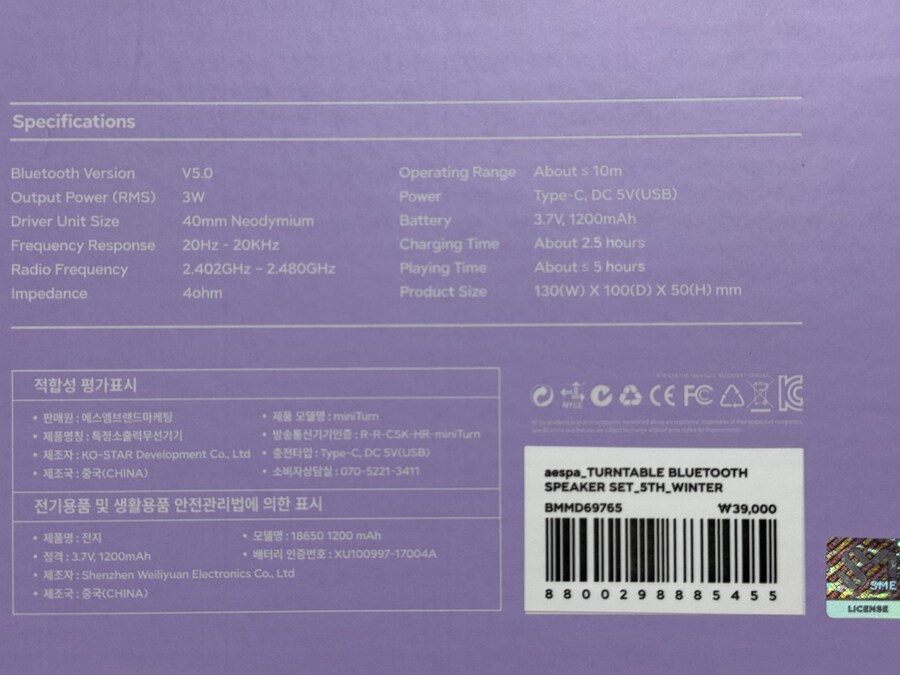 Specifications
Bluetooth Version V5.0
Output Power (RMS) 3W
Driver Unit Size 40mm Neodymium
Frequency Response 20Hz - 20KHz
Radio Frequency 2.402GHz - 2.480GHz
Impedance 4ohm
Operating Range About ≤ 10m
Power Type-C, DC 5V(USB)
Battery 3.7V, 1200mAh
Charging Time About 2.5 hours
Playing Time About ≤ 5 hours
Product Size 130(W) X 100(D) X 50(H) mm
적합성 평가표시
• 판매원 : 에스엠브랜드마케팅
• 제품명칭 : 특정소출력무선기기
• 제조자 : KO-STAR Development Co., Ltd
• 제조국 : 중국(CHINA)
• 제품 모델명 : miniTurn
• 방송통신기기인증 : R-R-CSK-HR-miniTurn
• 충전타입 : Type-C, DC 5V(USB)
• 소비자상담실 : 070-5221-3411
전기용품 및 생활용품 안전관리법에 의한 표시
• 제품명 : 전지
• 정격 : 3.7V, 1200mAh
• 제조자 : Shenzhen Weiliyuan Electronics Co., Ltd
• 제조국 : 중국(CHINA)
• 모델명 : 18650 1200 mAh
• 배터리 인증번호 : XU100997-17004A
CE FC
aespa_TURNTABLE BLUETOOTH
SPEAKER SET_5TH_WINTER
BMMD69765 ₩39,000
8800298885455
SME
LICENSE